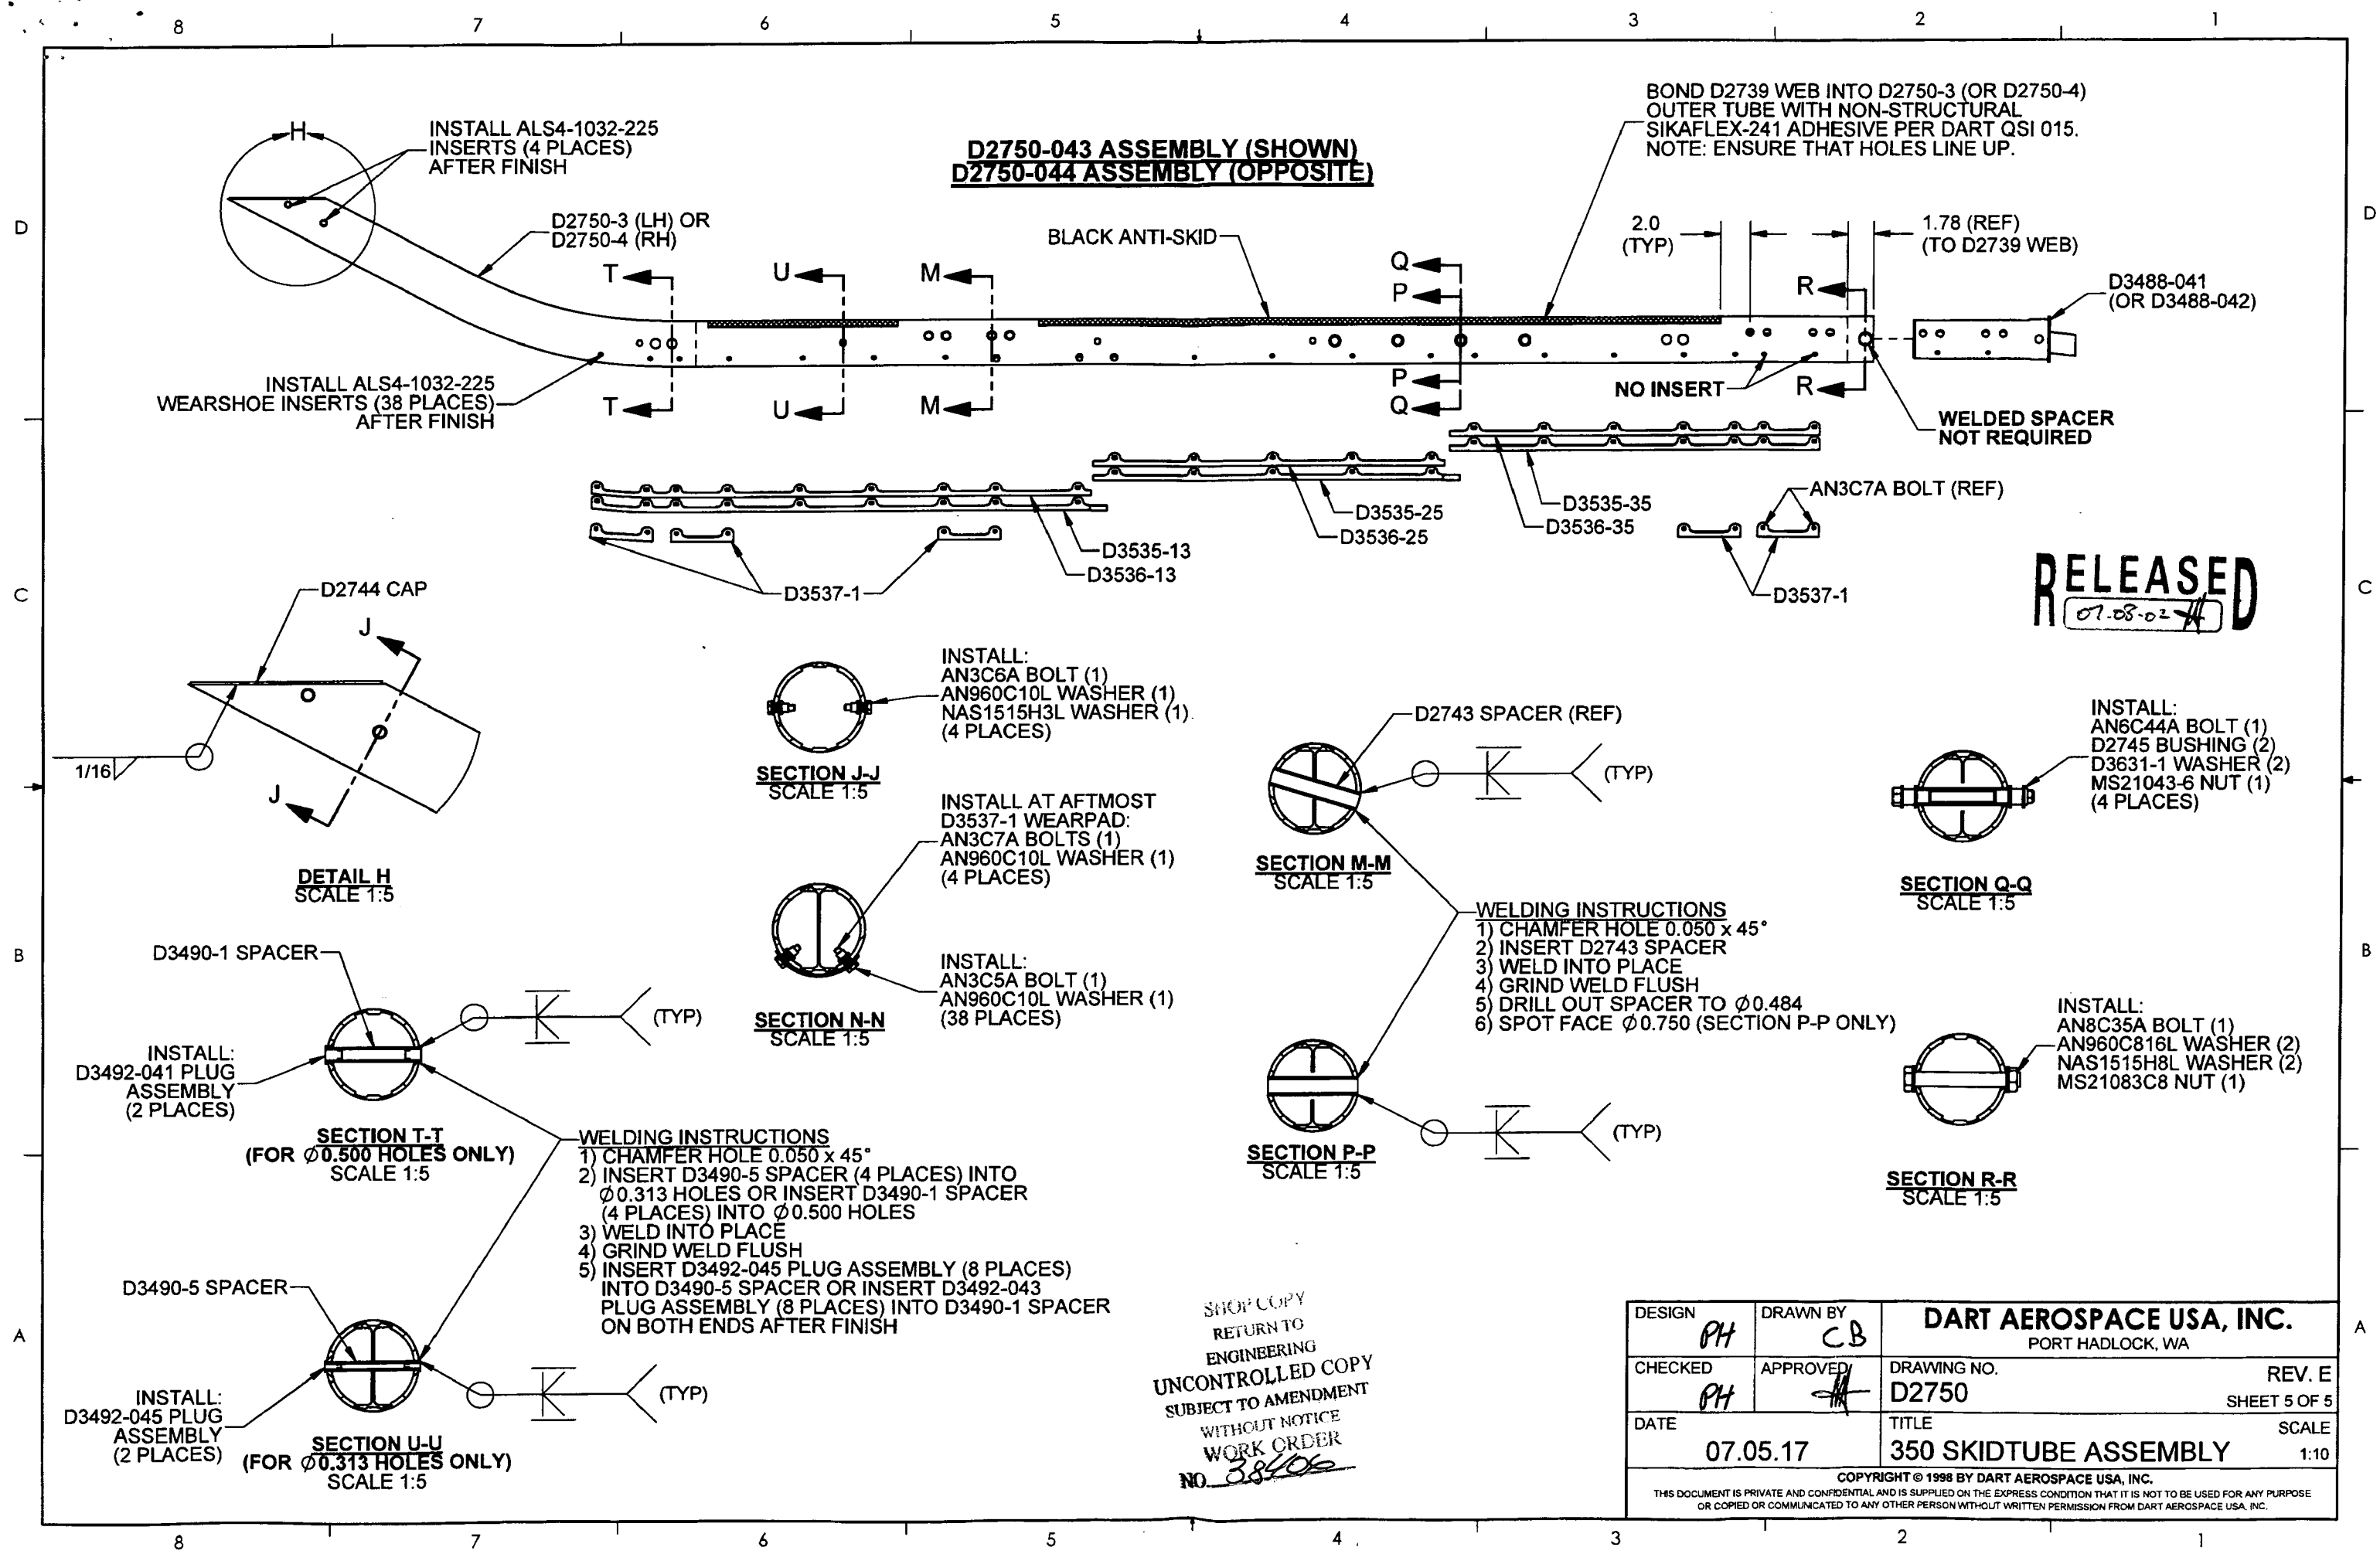 8 7 6 5 4 3 2 1
D
D
C
C
B
B
A
A
H
INSTALL ALS4-1032-225
INSERTS (4 PLACES)
AFTER FINISH
D2750-043 ASSEMBLY (SHOWN)
D2750-044 ASSEMBLY (OPPOSITE)
BOND D2739 WEB INTO D2750-3 (OR D2750-4)
OUTER TUBE WITH NON-STRUCTURAL
SIKAFLEX-241 ADHESIVE PER DART QSI 015.
NOTE: ENSURE THAT HOLES LINE UP.
D2750-3 (LH) OR
D2750-4 (RH)
BLACK ANTI-SKID
2.0
(TYP)
1.78 (REF)
(TO D2739 WEB)
D3488-041
(OR D3488-042)
T
U
M
Q
P
R
INSTALL ALS4-1032-225
WEARSHOE INSERTS (38 PLACES)
AFTER FINISH
T
U
M
P
Q
R
NO INSERT
WELDED SPACER
NOT REQUIRED
AN3C7A BOLT (REF)
D3535-35
D3536-35
D3535-25
D3536-25
D3535-13
D3536-13
D3537-1
D3537-1
RELEASED
07-08-02
D2744 CAP
J
J
1/16
DETAIL H
SCALE 1:5
INSTALL:
AN3C6A BOLT (1)
AN960C10L WASHER (1)
NAS1515H3L WASHER (1)
(4 PLACES)
SECTION J-J
SCALE 1:5
INSTALL AT AFTMOST
D3537-1 WEARPAD:
AN3C7A BOLTS (1)
AN960C10L WASHER (1)
(4 PLACES)
INSTALL:
AN3C5A BOLT (1)
AN960C10L WASHER (1)
(38 PLACES)
SECTION N-N
SCALE 1:5
D2743 SPACER (REF)
(TYP)
SECTION M-M
SCALE 1:5
INSTALL:
AN6C44A BOLT (1)
D2745 BUSHING (2)
D3631-1 WASHER (2)
MS21043-6 NUT (1)
(4 PLACES)
SECTION Q-Q
SCALE 1:5
WELDING INSTRUCTIONS
1) CHAMFER HOLE 0.050 x 45°
2) INSERT D2743 SPACER
3) WELD INTO PLACE
4) GRIND WELD FLUSH
5) DRILL OUT SPACER TO Ø0.484
6) SPOT FACE Ø0.750 (SECTION P-P ONLY)
(TYP)
SECTION P-P
SCALE 1:5
INSTALL:
AN8C35A BOLT (1)
AN960C816L WASHER (2)
NAS1515H8L WASHER (2)
MS21083C8 NUT (1)
SECTION R-R
SCALE 1:5
D3490-1 SPACER
(TYP)
INSTALL:
D3492-041 PLUG
ASSEMBLY
(2 PLACES)
SECTION T-T
(FOR Ø0.500 HOLES ONLY)
SCALE 1:5
WELDING INSTRUCTIONS
1) CHAMFER HOLE 0.050 x 45°
2) INSERT D3490-5 SPACER (4 PLACES) INTO
Ø0.313 HOLES OR INSERT D3490-1 SPACER
(4 PLACES) INTO Ø0.500 HOLES
3) WELD INTO PLACE
4) GRIND WELD FLUSH
5) INSERT D3492-045 PLUG ASSEMBLY (8 PLACES)
INTO D3490-5 SPACER OR INSERT D3492-043
PLUG ASSEMBLY (8 PLACES) INTO D3490-1 SPACER
ON BOTH ENDS AFTER FINISH
D3490-5 SPACER
(TYP)
INSTALL:
D3492-045 PLUG
ASSEMBLY
(2 PLACES)
SECTION U-U
(FOR Ø0.313 HOLES ONLY)
SCALE 1:5
SHOP COPY
RETURN TO
ENGINEERING
UNCONTROLLED COPY
SUBJECT TO AMENDMENT
WITHOUT NOTICE
WORK ORDER
NO. 38406
DESIGN
PH
DRAWN BY
CB
DART AEROSPACE USA, INC.
PORT HADLOCK, WA
CHECKED
PH
APPROVED
DRAWING NO.
D2750
REV. E
SHEET 5 OF 5
DATE
07.05.17
TITLE
350 SKIDTUBE ASSEMBLY
SCALE
1:10
COPYRIGHT © 1998 BY DART AEROSPACE USA, INC.
THIS DOCUMENT IS PRIVATE AND CONFIDENTIAL AND IS SUPPLIED ON THE EXPRESS CONDITION THAT IT IS NOT TO BE USED FOR ANY PURPOSE
OR COPIED OR COMMUNICATED TO ANY OTHER PERSON WITHOUT WRITTEN PERMISSION FROM DART AEROSPACE USA, INC.
8 7 6 5 4 3 2 1